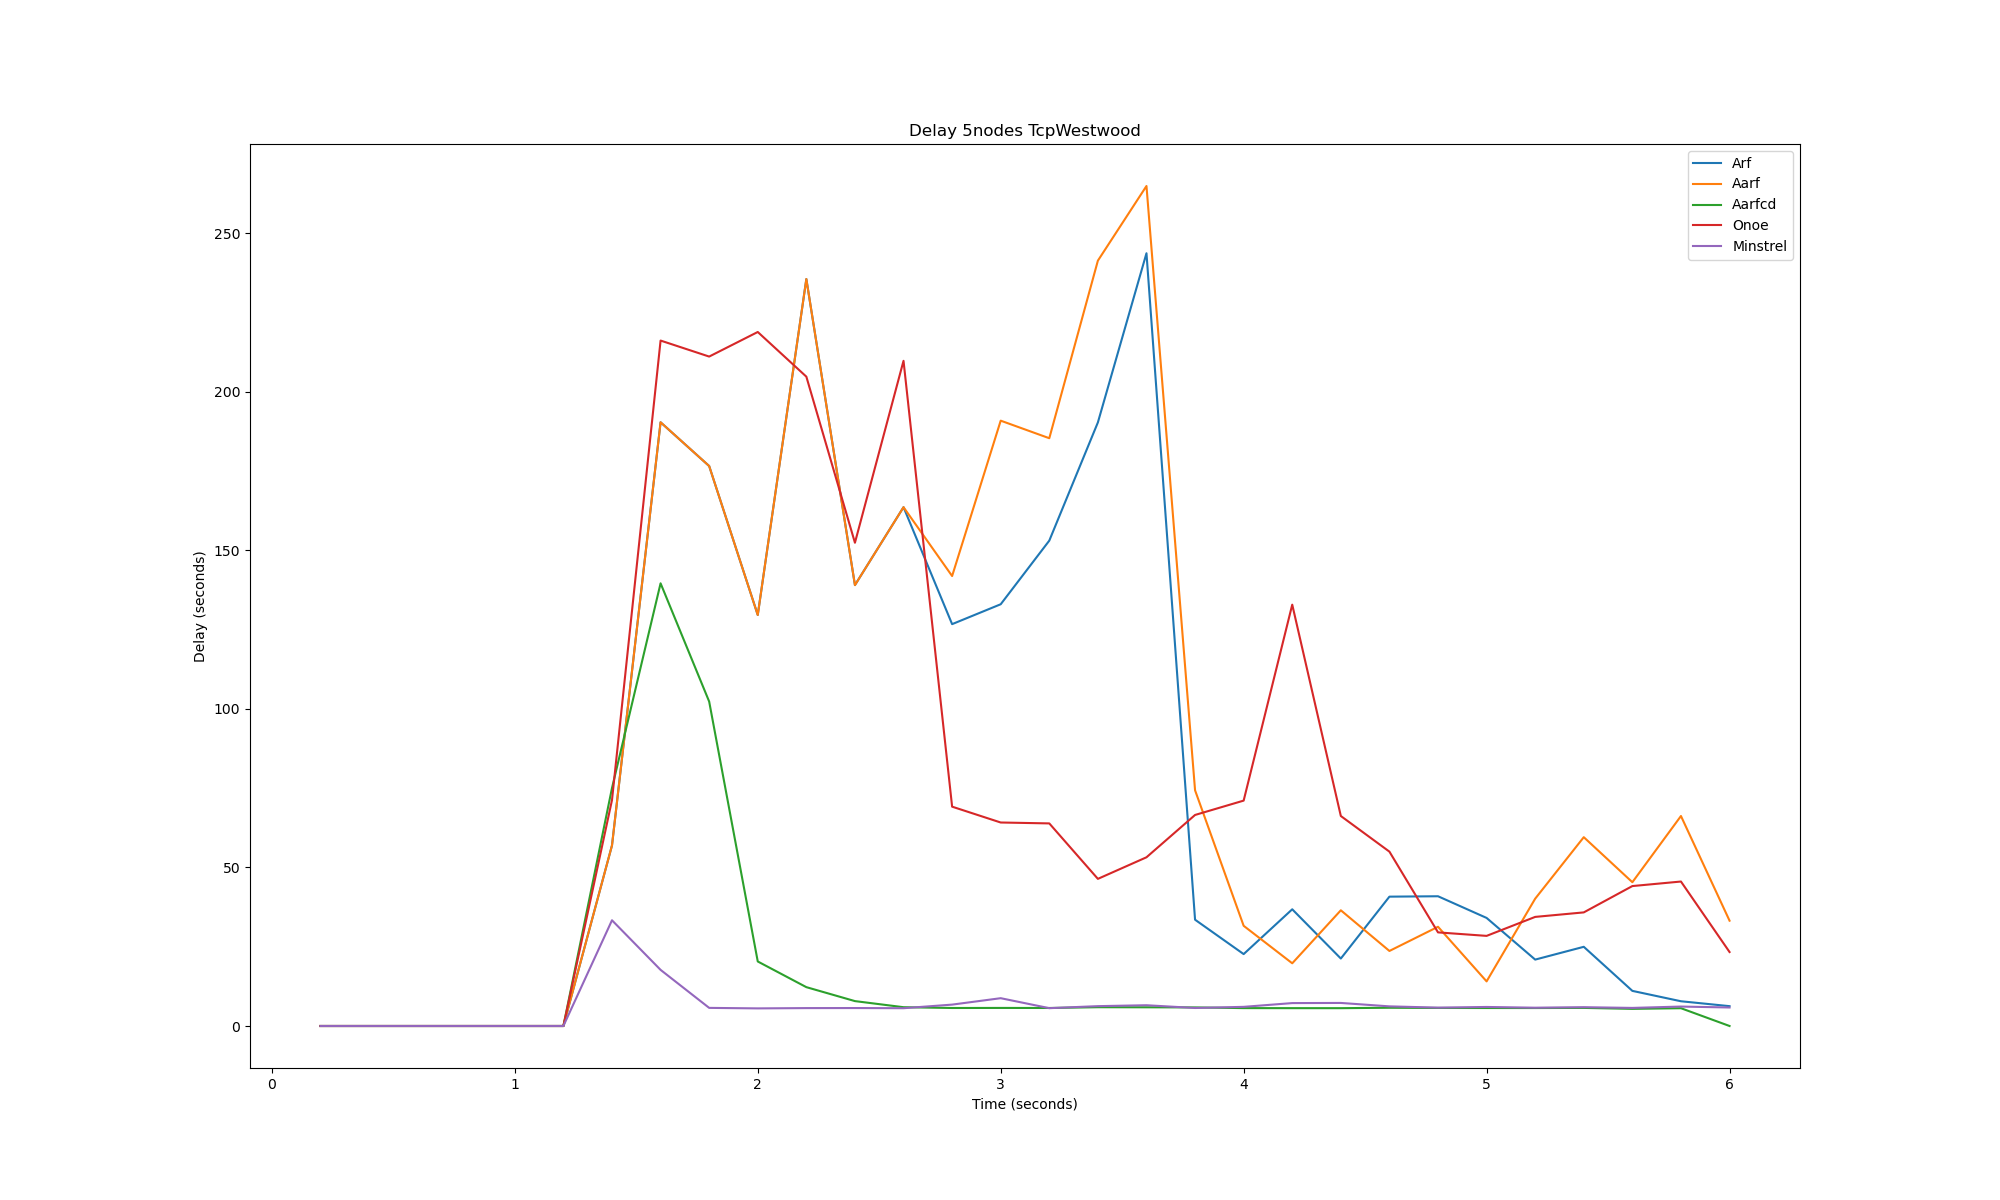 Delay 5nodes TcpWestwood
Arf
Aarf
Aarfcd
Onoe
Minstrel
250
200
150
100
50
0
Delay (seconds)
0 1 2 3 4 5 6
Time (seconds)